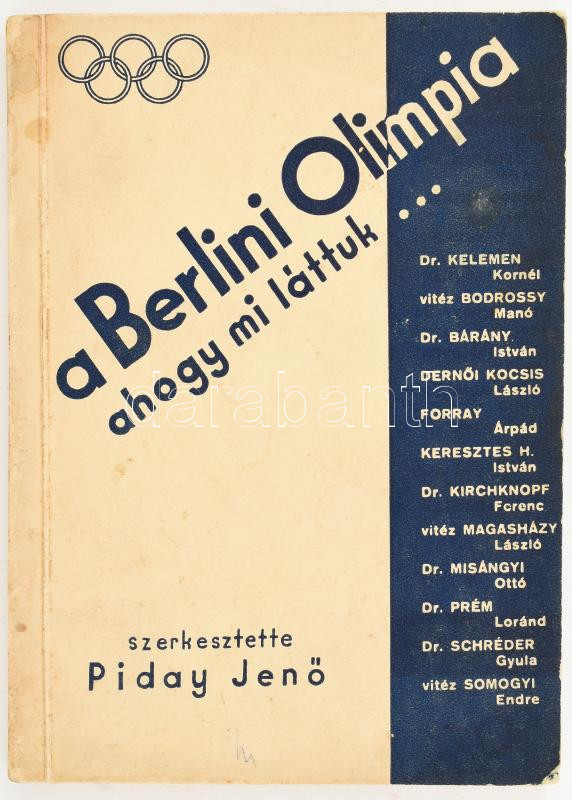 a Berlini Olimpia
ahogy mi láttuk ...
Dr. KELEMEN
Kornél
vitéz BODROSSY
Manó
Dr. BÁRÁNY
István
DERNŐI KOCSIS
László
FORRAY
Árpád
KERESZTES H.
István
Dr. KIRCHKNOPF
Ferenc
vitéz MAGASHÁZY
László
Dr. MISÁNGYI
Ottó
Dr. PRÉM
Loránd
Dr. SCHRÉDER
Gyula
vitéz SOMOGYI
Endre
szerkesztette
Piday Jenő
darabanth